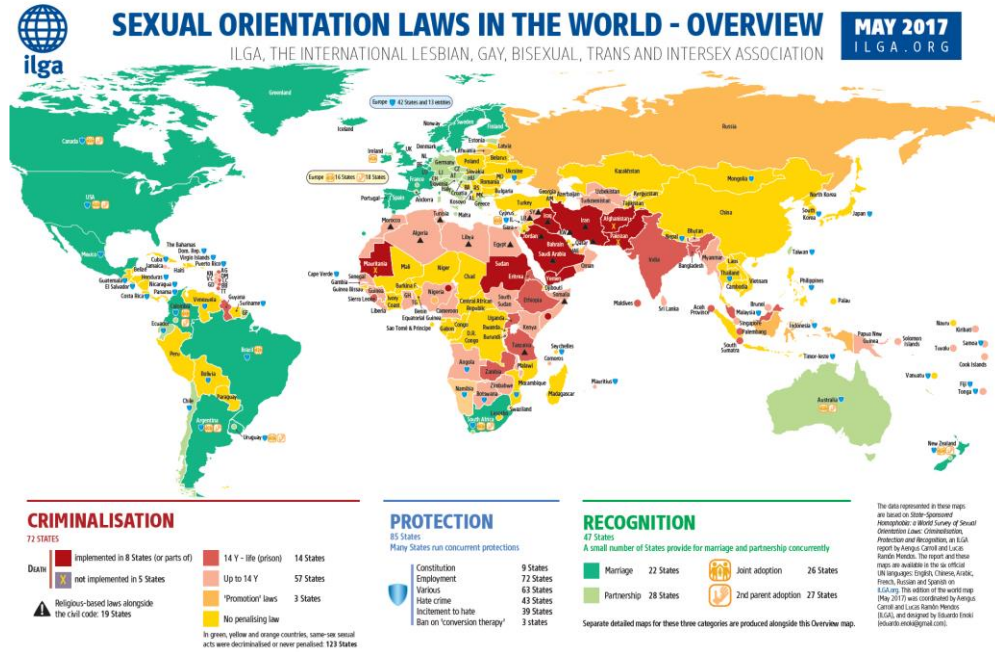 SEXUAL ORIENTATION LAWS IN THE WORLD - OVERVIEW
ILGA, THE INTERNATIONAL LESBIAN, GAY, BISEXUAL, TRANS AND INTERSEX ASSOCIATION
MAY 2017
ILGA.ORG
ilga
Greenland
Europe 42 States and 13 entities
Iceland
Norway
Sweden
Finland
Russia
Canada
Ireland
UK
Denmark
NL
Estonia
Latvia
Lithuania
Belarus
Germany
Poland
Ukraine
Europe 16 States 18 States
France
Slovakia
Romania
Bulgaria
Portugal
Spain
Andorra
Croatia
Kosovo
Greece
Malta
Cyprus
Gaza
Turkey
Georgia
Azerbaijan
Kazakhstan
Uzbekistan
Turkmenistan
Kyrgyzstan
Tajikistan
Mongolia
North Korea
South Korea
Japan
China
USA
Mexico
Morocco
Tunisia
Algeria
Libya
Egypt
Jordan
Iraq
Iran
Afghanistan
Pakistan
Bahrain
Saudi Arabia
Qatar
Oman
Yemen
Nepal
Bhutan
India
Bangladesh
Myanmar
Laos
Thailand
Vietnam
Cambodia
Taiwan
Philippines
Palau
The Bahamas
Cuba
Dom. Rep.
Virgin Islands
Puerto Rico
Jamaica
Haiti
Belize
Guatemala
Honduras
El Salvador
Nicaragua
Costa Rica
Panama
Venezuela
Guyana
Suriname
GF
Colombia
Ecuador
Peru
Brazil
Bolivia
Paraguay
Chile
Argentina
Uruguay
Cape Verde
Mauritania
Mali
Niger
Chad
Sudan
Eritrea
Djibouti
Somalia
Senegal
Gambia
Guinea Bissau
Guinea
Sierra Leone
Liberia
Ivory Coast
Burkina F.
Benin
Nigeria
Cameroon
Equatorial Guinea
Sao Tomé & Principe
Gabon
Congo
D.R. Congo
Central African Republic
South Sudan
Ethiopia
Uganda
Kenya
Rwanda
Burundi
Tanzania
Seychelles
Comoros
Angola
Zambia
Malawi
Mozambique
Madagascar
Mauritius
Namibia
Botswana
Zimbabwe
Swaziland
Lesotho
South Africa
Maldives
Sri Lanka
Aceh Province
Malaysia
Brunei
Singapore
Palembang
South Sumatra
Indonesia
Timor-Leste
Papua New Guinea
Solomon Islands
Nauru
Kiribati
Tuvalu
Samoa
Cook Islands
Vanuatu
Fiji
Tonga
Australia
New Zealand
CRIMINALISATION
72 STATES
DEATH
implemented in 8 States (or parts of)
X not implemented in 5 States
Religious-based laws alongside
the civil code: 19 States
14 Y - life (prison) 14 States
Up to 14 Y 57 States
'Promotion' laws 3 States
No penalising law
In green, yellow and orange countries, same-sex sexual
acts were decriminalised or never penalised: 123 States
PROTECTION
85 States
Many States run concurrent protections
Constitution 9 States
Employment 72 States
Various 63 States
Hate crime 43 States
Incitement to hate 39 States
Ban on 'conversion therapy' 3 states
RECOGNITION
47 States
A small number of States provide for marriage and partnership concurrently
Marriage 22 States
Joint adoption 26 States
Partnership 28 States
2nd parent adoption 27 States
Separate detailed maps for these three categories are produced alongside this Overview map.
The data represented in these maps
are based on State-Sponsored
Homophobia: a World Survey of Sexual
Orientation Laws: Criminalisation,
Protection and Recognition, an ILGA
report by Aengus Carroll and Lucas
Ramón Mendos. The report and these
maps are available in the six official
UN languages: English, Chinese, Arabic,
French, Russian and Spanish on
ILGA.org. This edition of the world map
(May 2017) was coordinated by Aengus
Carroll and Lucas Ramón Mendos
(ILGA), and designed by Eduardo Enoki
(eduardo.enoki@gmail.com).